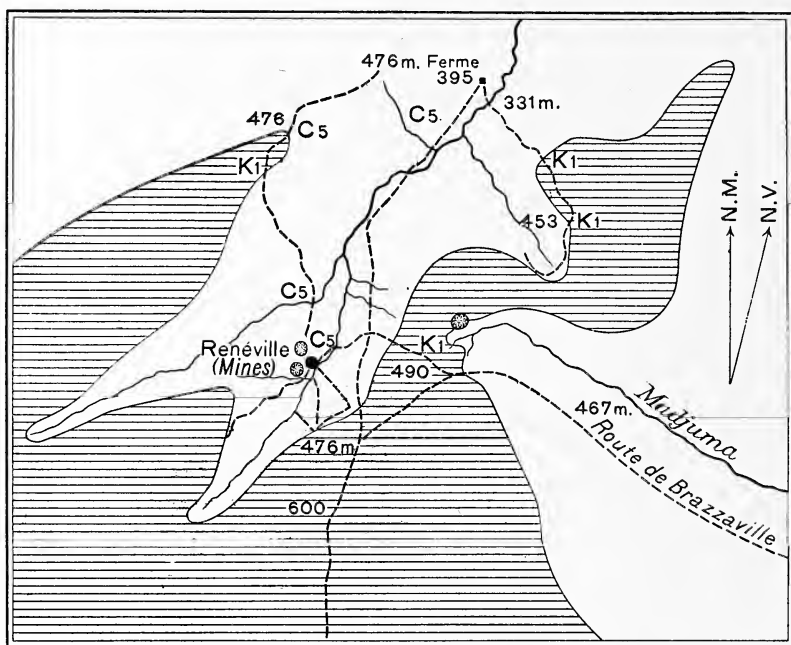 476m. Ferme
395
331m.
476
C5
C5
K1
K1
453
K1
N.M.
N.V.
C5
C5
Renéville
(Mines)
K1
490
467m.
Madjuma
Route de Brazzaville
476m
600